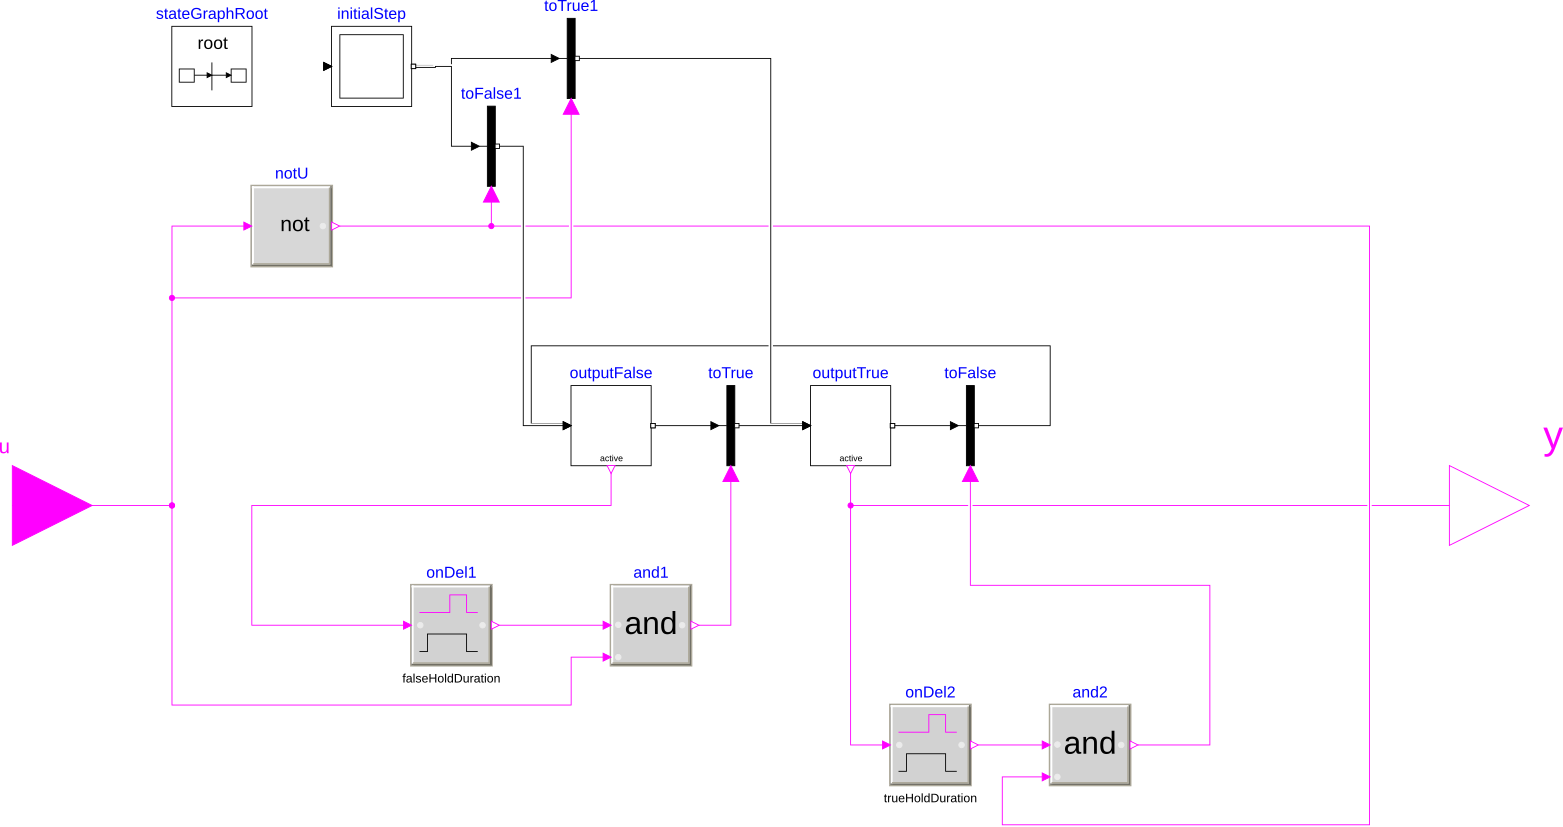 stateGraphRoot
initialStep
toTrue1
root
toFalse1
notU
not
outputFalse
toTrue
outputTrue
toFalse
active
active
u
y
onDel1
and1
and
falseHoldDuration
onDel2
and2
and
trueHoldDuration